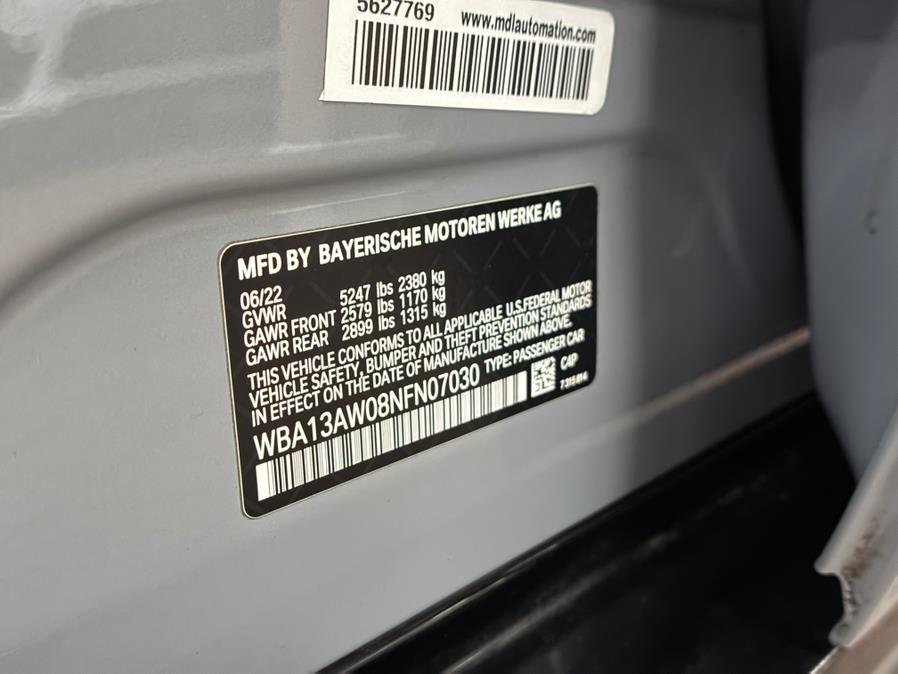 5627769 www.mdlautomation.com
MFD BY BAYERISCHE MOTOREN WERKE AG
06/22
GVWR 5247 lbs 2380 kg
GAWR FRONT 2579 lbs 1170 kg
GAWR REAR 2899 lbs 1315 kg
THIS VEHICLE CONFORMS TO ALL APPLICABLE U.S.FEDERAL MOTOR
VEHICLE SAFETY, BUMPER AND THEFT PREVENTION STANDARDS
IN EFFECT ON THE DATE OF MANUFACTURE SHOWN ABOVE.
WBA13AW08NFN07030 TYPE: PASSENGER CAR
C4P
7 315 814